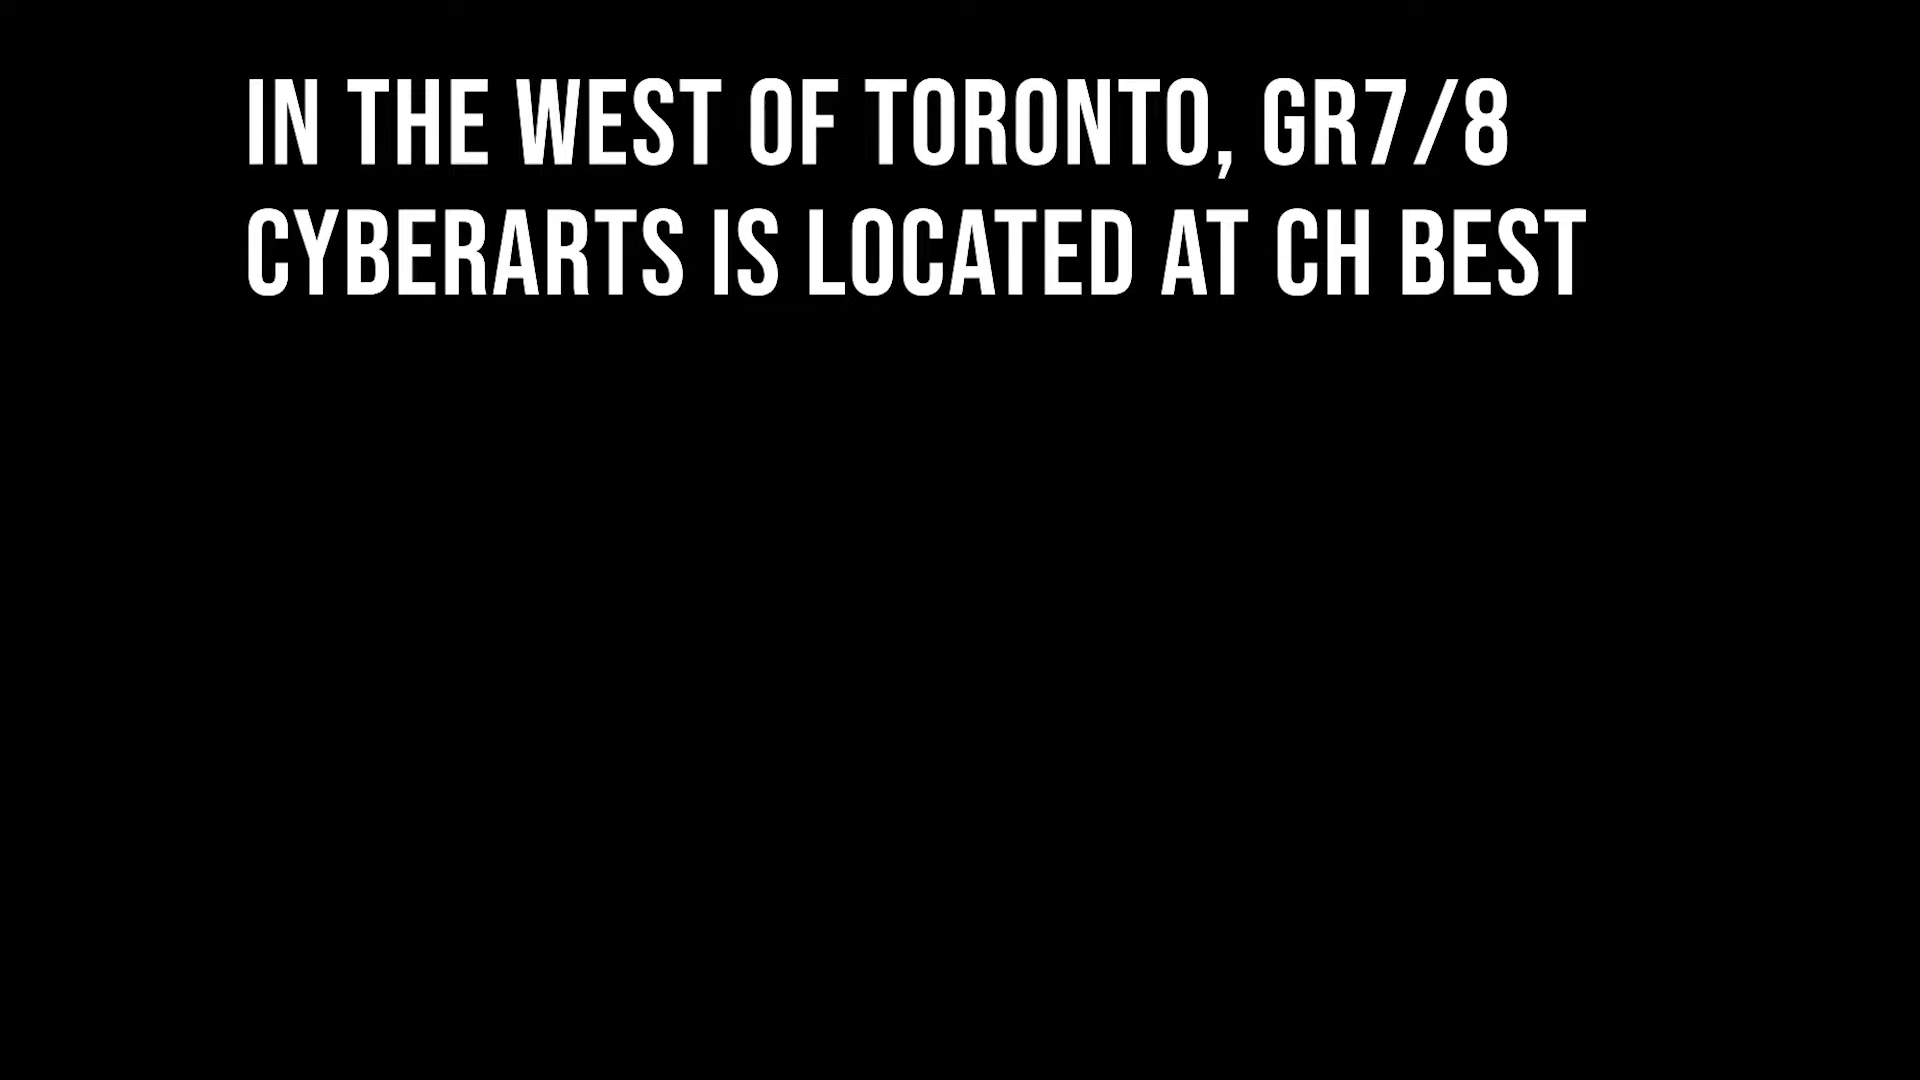 IN THE WEST OF TORONTO, GR7/8
CYBERARTS IS LOCATED AT CH BEST